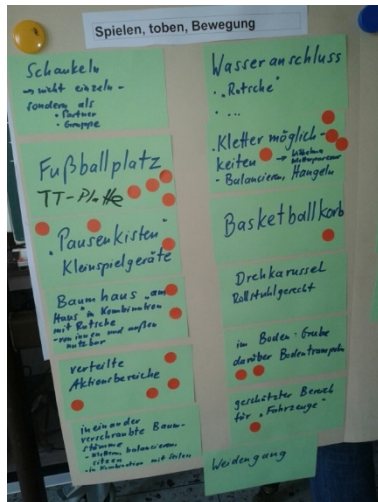 Spielen, toben, Bewegung
Schaukeln
→ nicht einzeln -
sondern als
• Partner
• Gruppe
Fußballplatz
TT-Platte
"Pausenkisten"
Kleinspielgeräte
Baumhaus "am
Haus in Kombination
mit Rutsche
- von innen und außen
nutzbar
verteilte
Aktionsbereiche
ineinander
verschraubte Baum-
stämme
- klettern, balancieren,
sitzen
- in Kombination mit Seilen
Wasseranschluss
• "Rutsche"
• ...
• Klettermöglich-
keiten →
- Balancieren, Hangeln
Basketballkorb
Drehkarussel
Rollstuhlgerecht
im Boden - Grube
darüber Bodentrampolin
geschützter Bereich
für "Fahrzeuge"
Weidengang